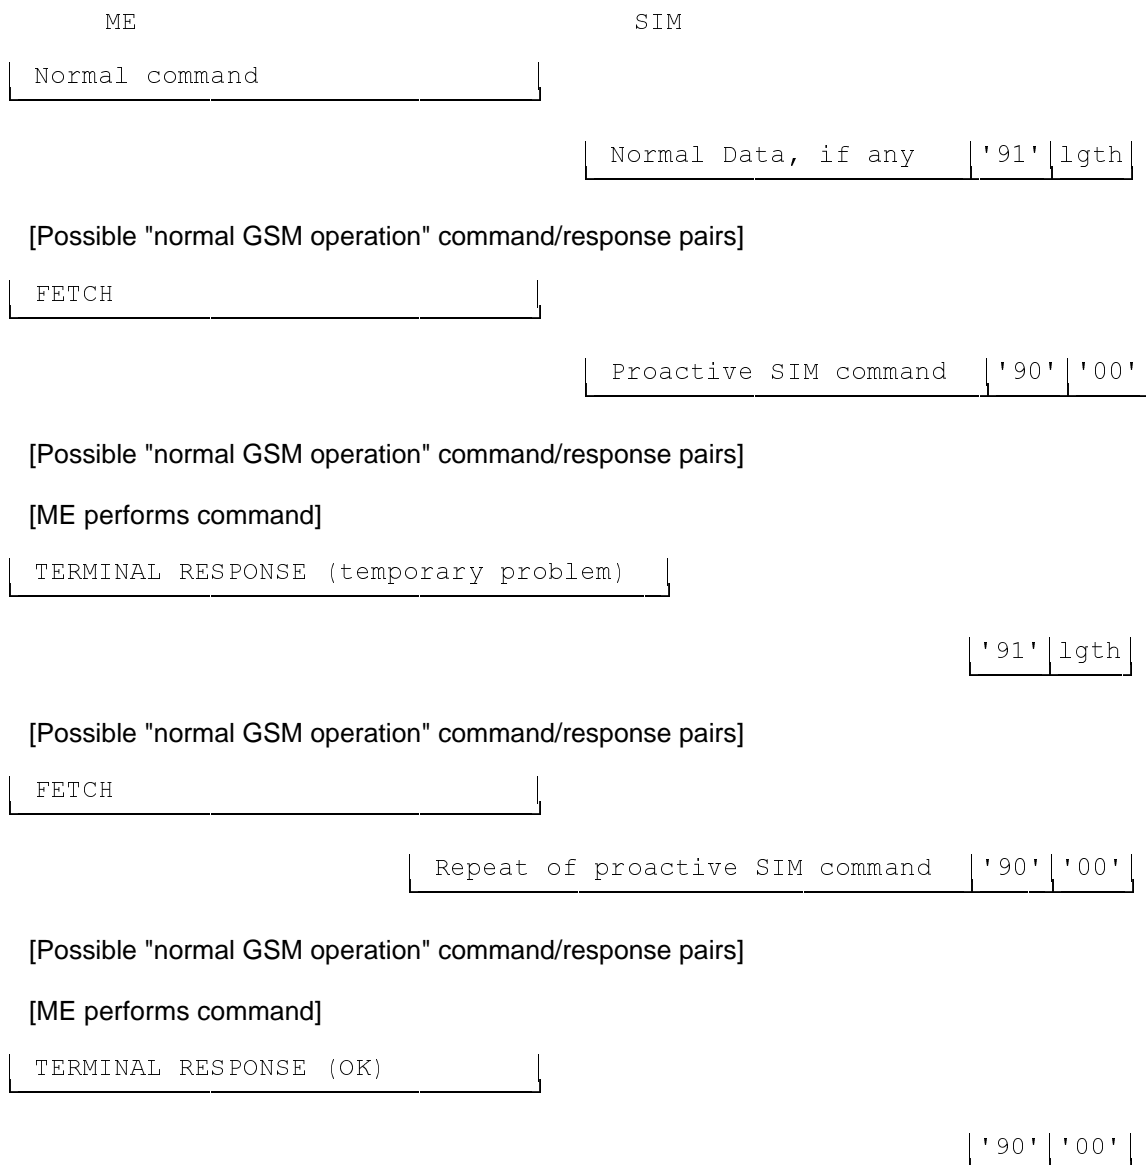 ME SIM
Normal command
Normal Data, if any '91' lgth
[Possible "normal GSM operation" command/response pairs]
FETCH
Proactive SIM command '90' '00'
[Possible "normal GSM operation" command/response pairs]
[ME performs command]
TERMINAL RESPONSE (temporary problem)
'91' lgth
[Possible "normal GSM operation" command/response pairs]
FETCH
Repeat of proactive SIM command '90' '00'
[Possible "normal GSM operation" command/response pairs]
[ME performs command]
TERMINAL RESPONSE (OK)
'90' '00'